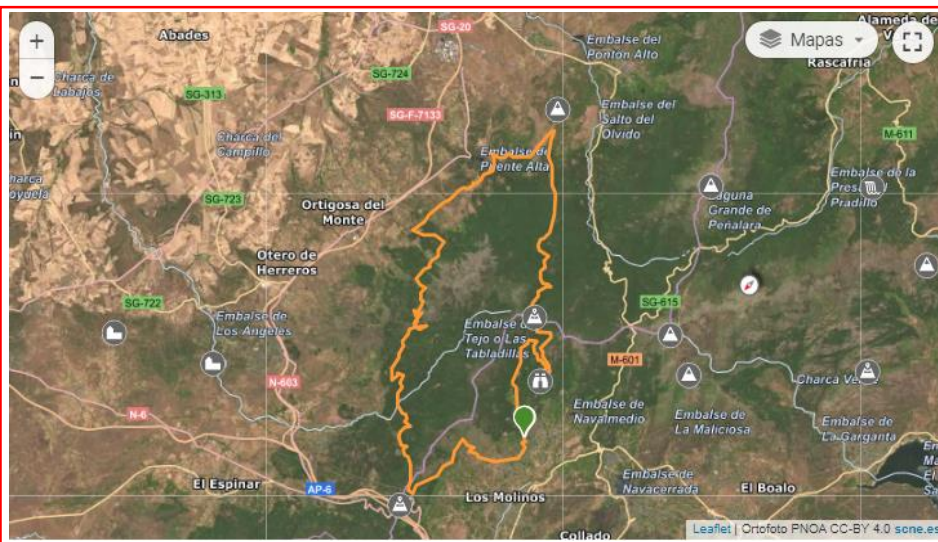 +
−
Abades
SG-20
Embalse del
Pontón Alto
Mapas
Alameda de
Rascafría
Charca de
Labajos
SG-724
SG-313
SG-F-7133
Embalse del
Salto del
Olvido
M-611
Charca del
Campillo
Embalse de
Puente Alta
Embalse de la
Presa del
Pradillo
SG-723
Ortigosa del
Monte
Laguna
Grande de
Peñalara
Otero de
Herreros
SG-722
SG-615
Embalse de
Los Angeles
Embalse de
Tejo o Las
Tabladillas
M-601
N-603
Charca Verde
N-6
Embalse de
Navalmedio
Embalse de
La Maliciosa
Embalse de
La Garganta
El Espinar
AP-6
Los Molinos
Embalse de
Navacerrada
El Boalo
Collado
Leaflet | Ortofoto PNOA CC-BY 4.0 scne.es